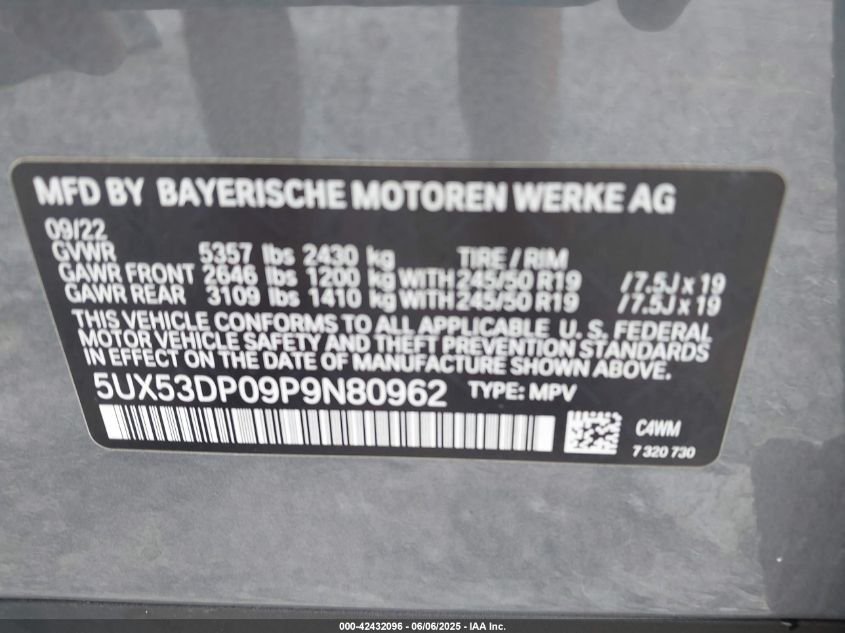 MFD BY BAYERISCHE MOTOREN WERKE AG
09/22
GVWR 5357 lbs 2430 kg TIRE / RIM
GAWR FRONT 2646 lbs 1200 kg WITH 245/50 R19 /7.5J x 19
GAWR REAR 3109 lbs 1410 kg WITH 245/50 R19 /7.5J x 19
THIS VEHICLE CONFORMS TO ALL APPLICABLE U.S. FEDERAL
MOTOR VEHICLE SAFETY AND THEFT PREVENTION STANDARDS
IN EFFECT ON THE DATE OF MANUFACTURE SHOWN ABOVE.
5UX53DP09P9N80962 TYPE: MPV
C4WM
7 320 730
000-42432096 - 06/06/2025 - IAA Inc.